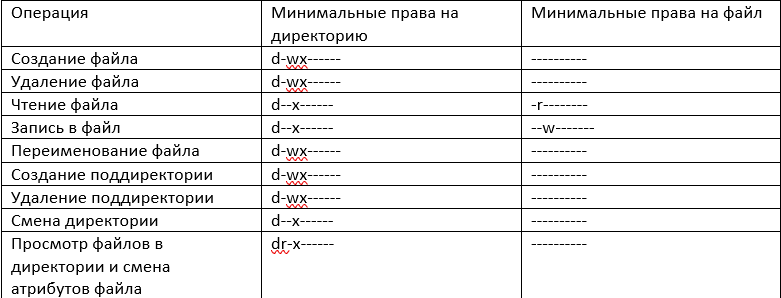 Операция Минимальные права на Минимальные права на файл
директорию
Создание файла d-wx------ ----------
Удаление файла d-wx------ ----------
Чтение файла d--x------ -r--------
Запись в файл d--x------ --w-------
Переименование файла d-wx------ ----------
Создание поддиректории d-wx------ ----------
Удаление поддиректории d-wx------ ----------
Смена директории d--x------ ----------
Просмотр файлов в dr-x------ ----------
директории и смена
атрибутов файла